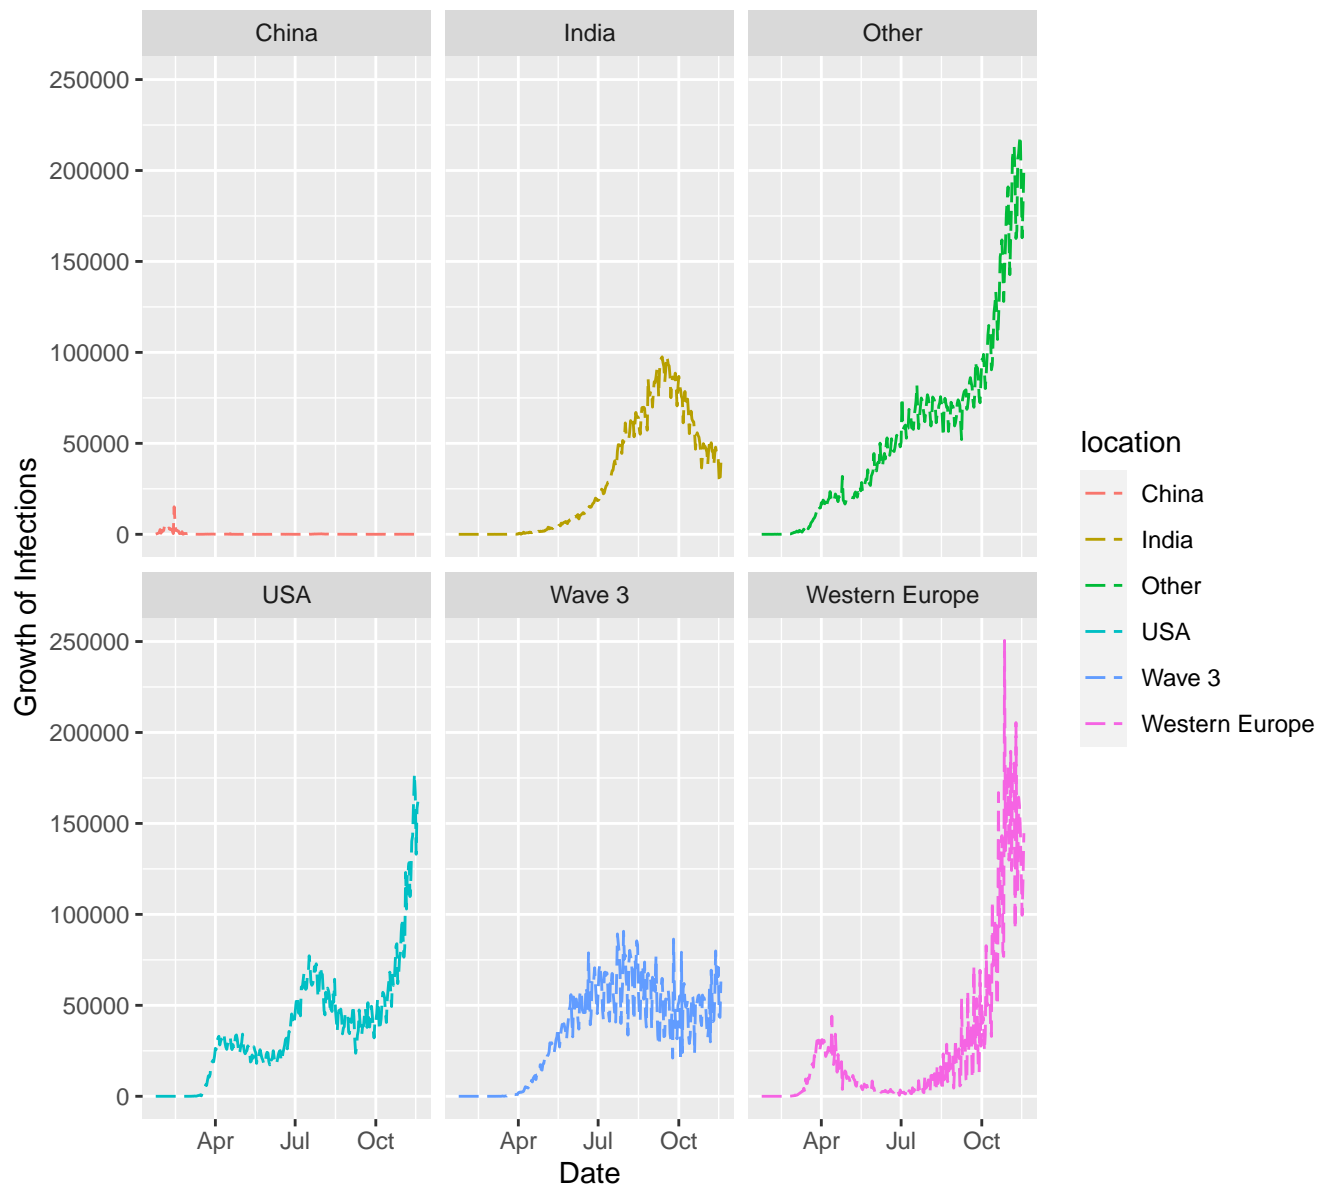 China
India
Other
250000
200000
150000
100000
50000
0
USA
Wave 3
Western Europe
250000
200000
150000
100000
50000
0
Apr
Jul
Oct
Apr
Jul
Oct
Apr
Jul
Oct
Date
Growth of Infections
location
China
India
Other
USA
Wave 3
Western Europe